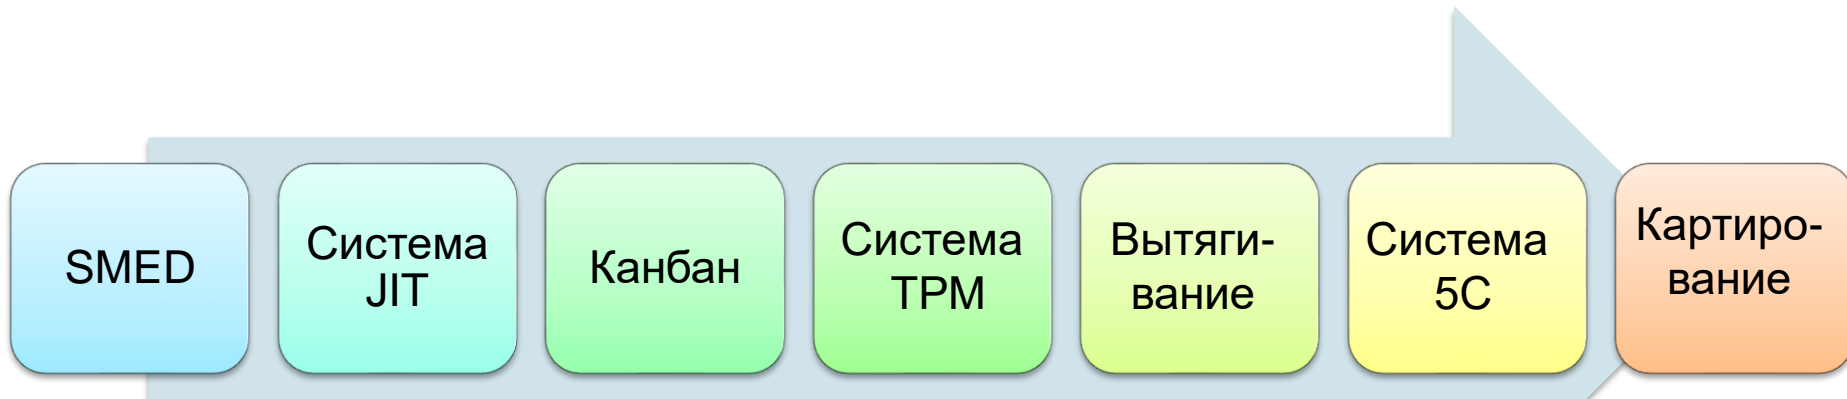 SMED
Система
JIT
Канбан
Система
TPM
Вытяги-
вание
Система
5С
Картиро-
вание